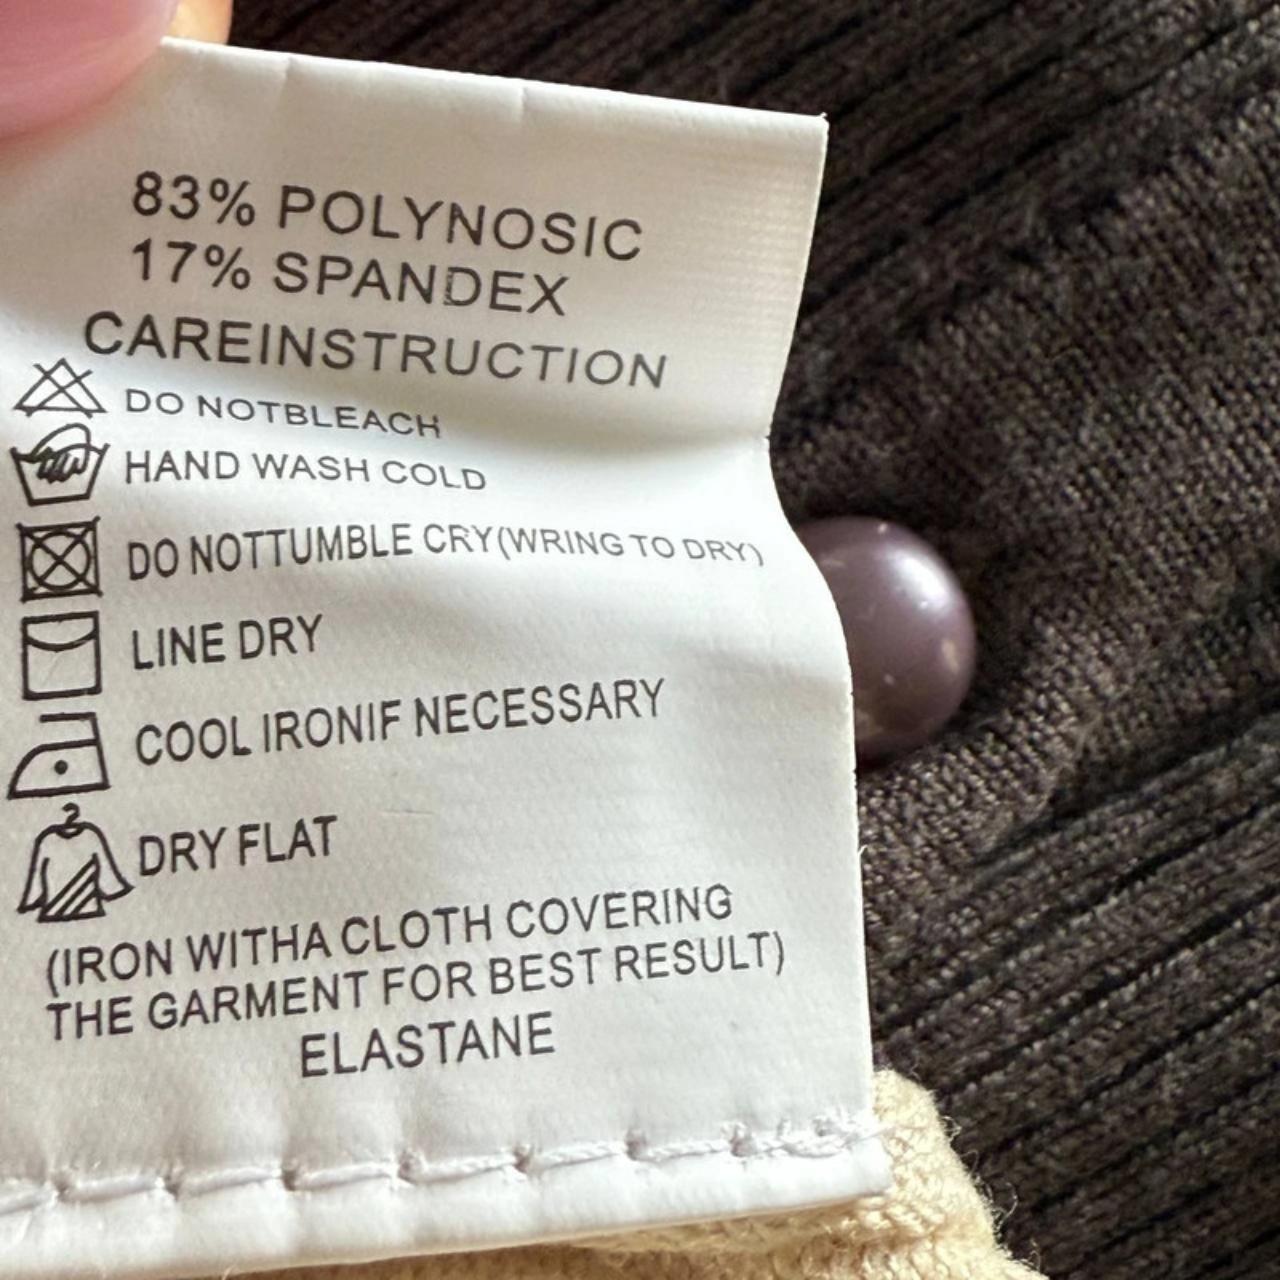 83% POLYNOSIC
17% SPANDEX
CAREINSTRUCTION
DO NOTBLEACH
HAND WASH COLD
DO NOTTUMBLE CRY(WRING TO DRY)
LINE DRY
COOL IRONIF NECESSARY
DRY FLAT
(IRON WITHA CLOTH COVERING
THE GARMENT FOR BEST RESULT)
ELASTANE